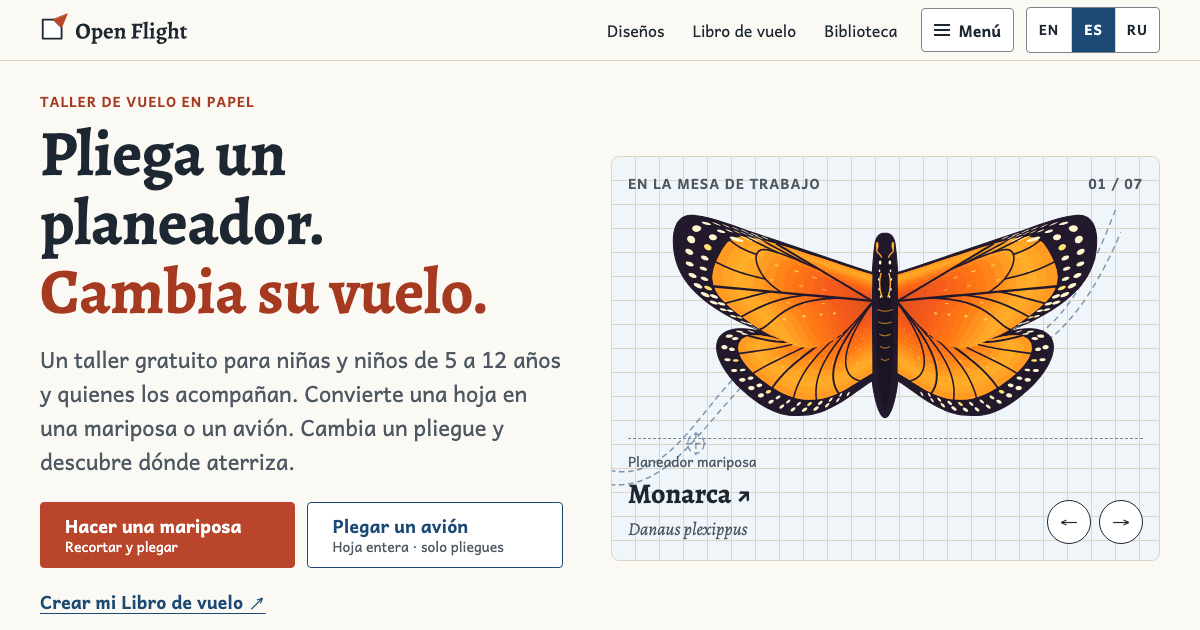 Open Flight
Diseños
Libro de vuelo
Biblioteca
Menú
EN
ES
RU
TALLER DE VUELO EN PAPEL
Pliega un
planeador.
Cambia su vuelo.
Un taller gratuito para niñas y niños de 5 a 12 años
y quienes los acompañan. Convierte una hoja en
una mariposa o un avión. Cambia un pliegue y
descubre dónde aterriza.
Hacer una mariposa
Recortar y plegar
Plegar un avión
Hoja entera · solo pliegues
Crear mi Libro de vuelo ↗
EN LA MESA DE TRABAJO
01 / 07
Planeador mariposa
Monarca ↗
Danaus plexippus
← →